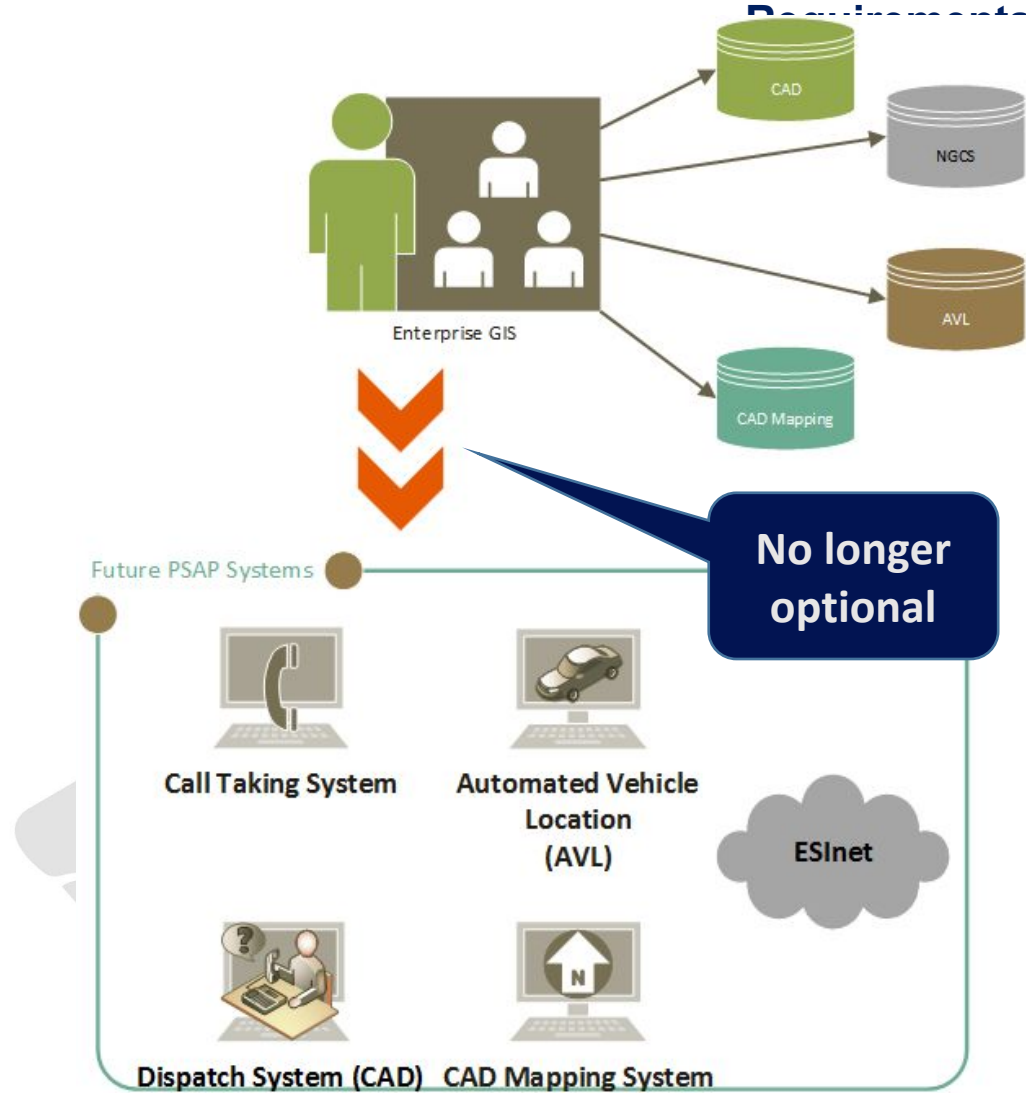 Requirements
CAD
NGCS
AVL
CAD Mapping
Enterprise GIS
No longer
optional
Future PSAP Systems
Call Taking System
Automated Vehicle
Location
(AVL)
ESInet
?
N
Dispatch System (CAD)
CAD Mapping System